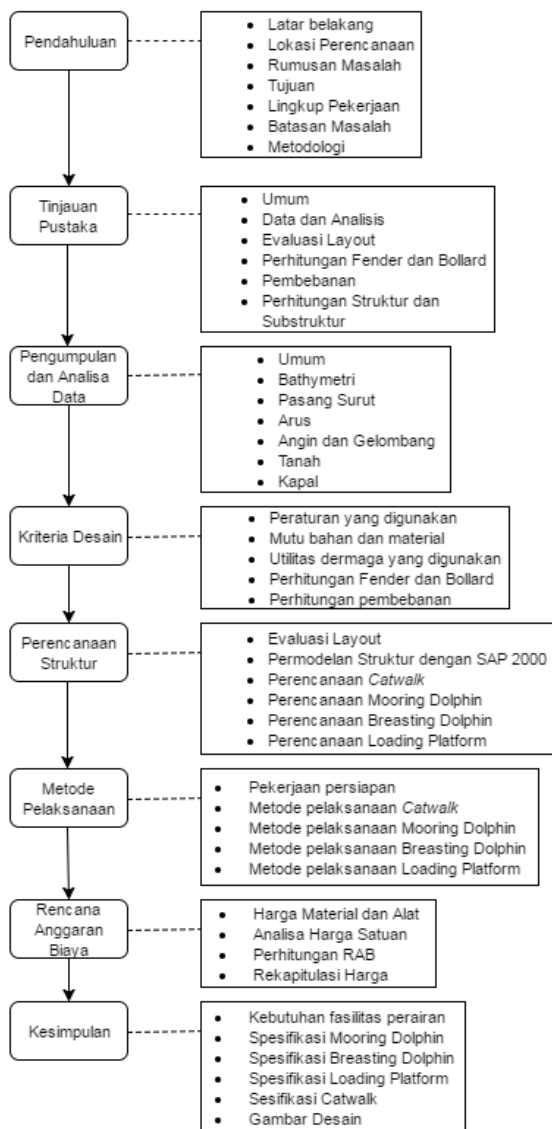 Pendahuluan
Latar belakang
Lokasi Perencanaan
Rumusan Masalah
Tujuan
Lingkup Pekerjaan
Batasan Masalah
Metodologi
Tinjauan
Pustaka
Umum
Data dan Analisis
Evaluasi Layout
Perhitungan Fender dan Bollard
Pembebanan
Perhitungan Struktur dan
Substruktur
Pengumpulan
dan Analisa
Data
Umum
Bathymetri
Pasang Surut
Arus
Angin dan Gelombang
Tanah
Kapal
Kriteria Desain
Peraturan yang digunakan
Mutu bahan dan material
Utilitas dermaga yang digunakan
Perhitungan Fender dan Bollard
Perhitungan pembebanan
Perencanaan
Struktur
Evaluasi Layout
Permodelan Struktur dengan SAP 2000
Perencanaan Catwalk
Perencanaan Mooring Dolphin
Perencanaan Breasting Dolphin
Perencanaan Loading Platform
Metode
Pelaksanaan
Pekerjaan persiapan
Metode pelaksanaan Catwalk
Metode pelaksanaan Mooring Dolphin
Metode pelaksanaan Breasting Dolphin
Metode pelaksanaan Loading Platform
Rencana
Anggaran
Biaya
Harga Material dan Alat
Analisa Harga Satuan
Perhitungan RAB
Rekapitulasi Harga
Kesimpulan
Kebutuhan fasilitas perairan
Spesifikasi Mooring Dolphin
Spesifikasi Breasting Dolphin
Spesifikasi Loading Platform
Sesifikasi Catwalk
Gambar Desain